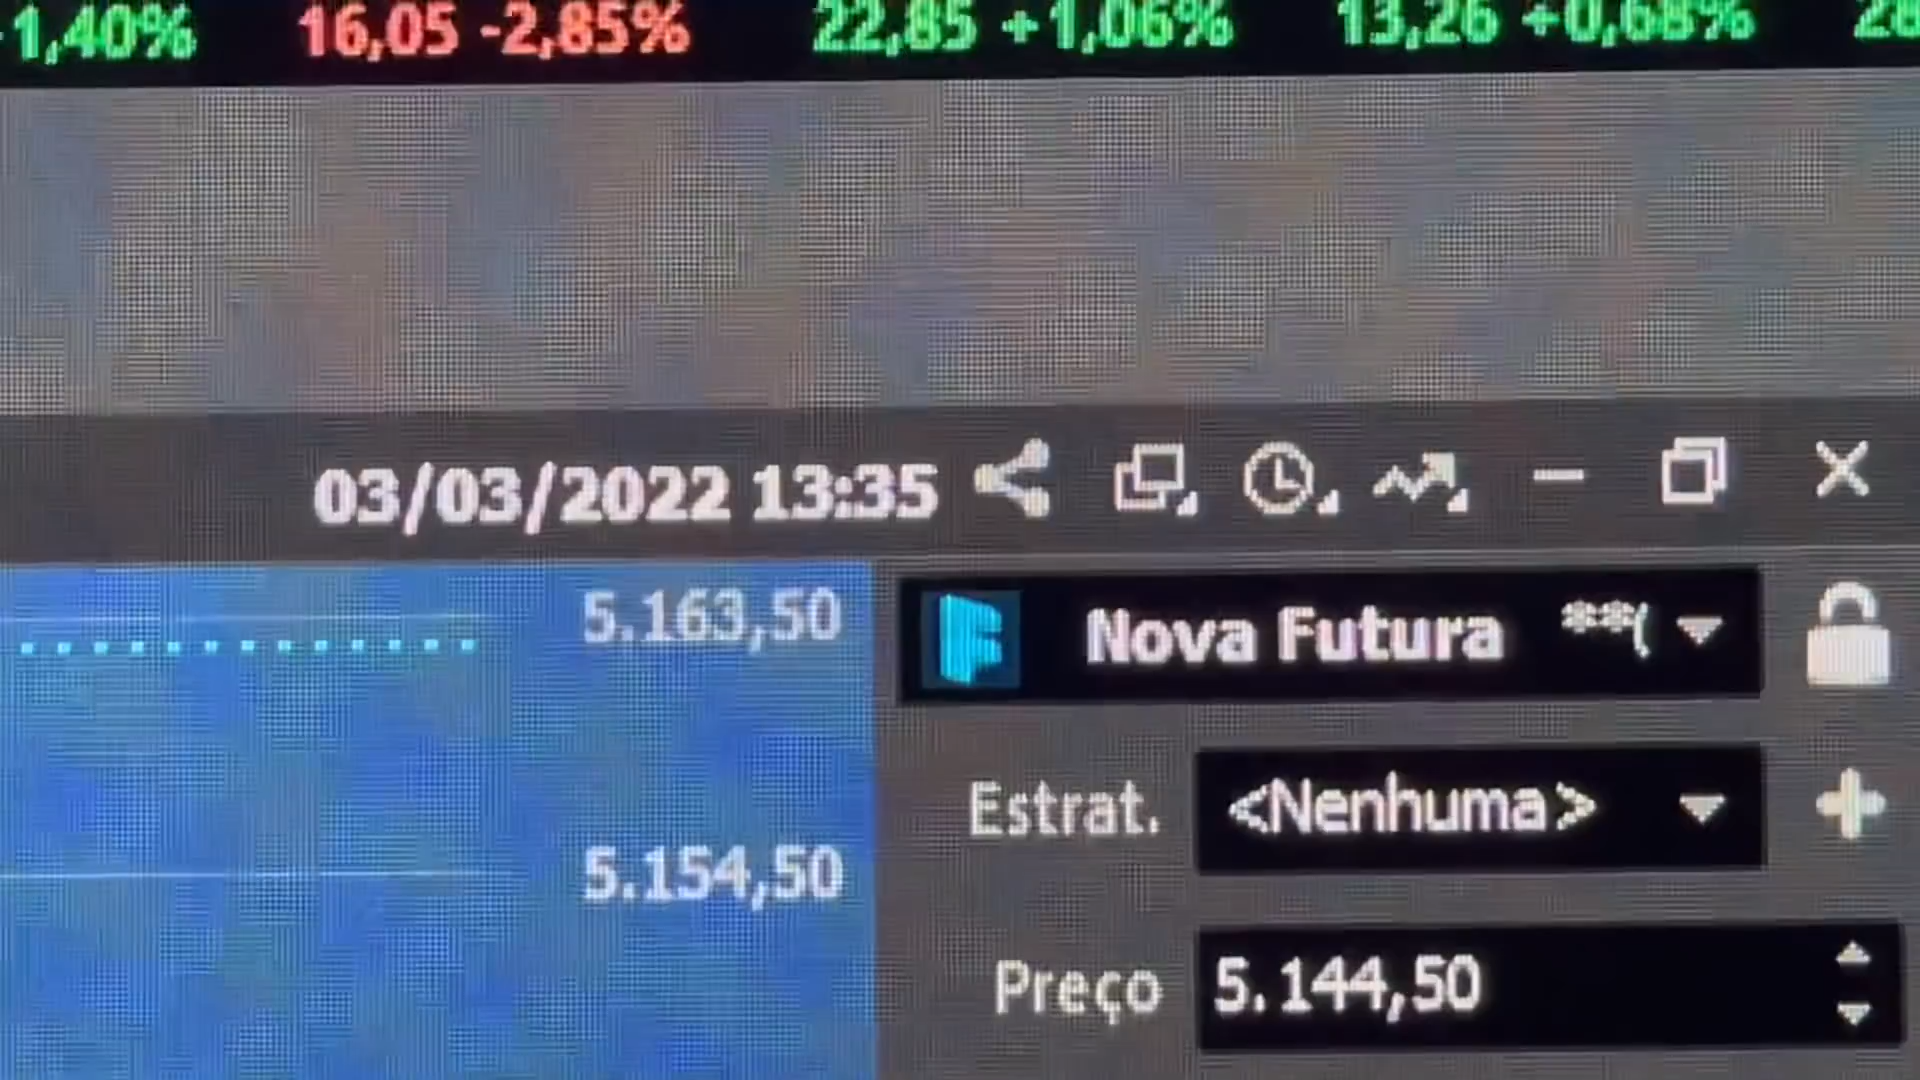 1,40% 16,05 -2,85% 22,85 +1,06% 13,26 +0,68% 28
03/03/2022 13:35
5.163,50
Nova Futura **(
Estrat. <Nenhuma>
5.154,50
Preço 5.144,50